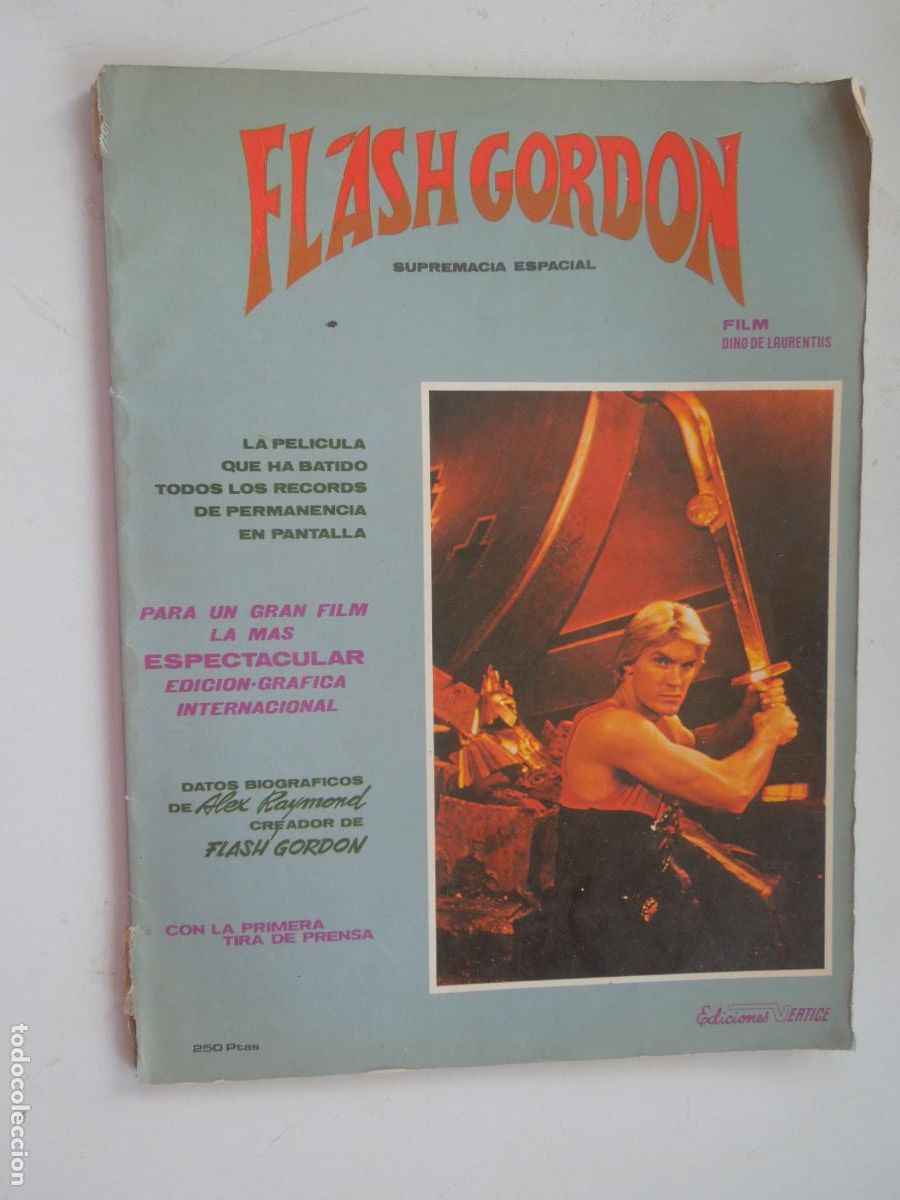 FLASH GORDON
SUPREMACIA ESPACIAL
FILM
DINO DE LAURENTIIS
LA PELICULA
QUE HA BATIDO
TODOS LOS RECORDS
DE PERMANENCIA
EN PANTALLA
PARA UN GRAN FILM
LA MAS
ESPECTACULAR
EDICION-GRAFICA
INTERNACIONAL
DATOS BIOGRAFICOS
DE Alex Raymond
CREADOR DE
FLASH GORDON
CON LA PRIMERA
TIRA DE PRENSA
Ediciones VERTICE
250 Ptas
todocoleccion